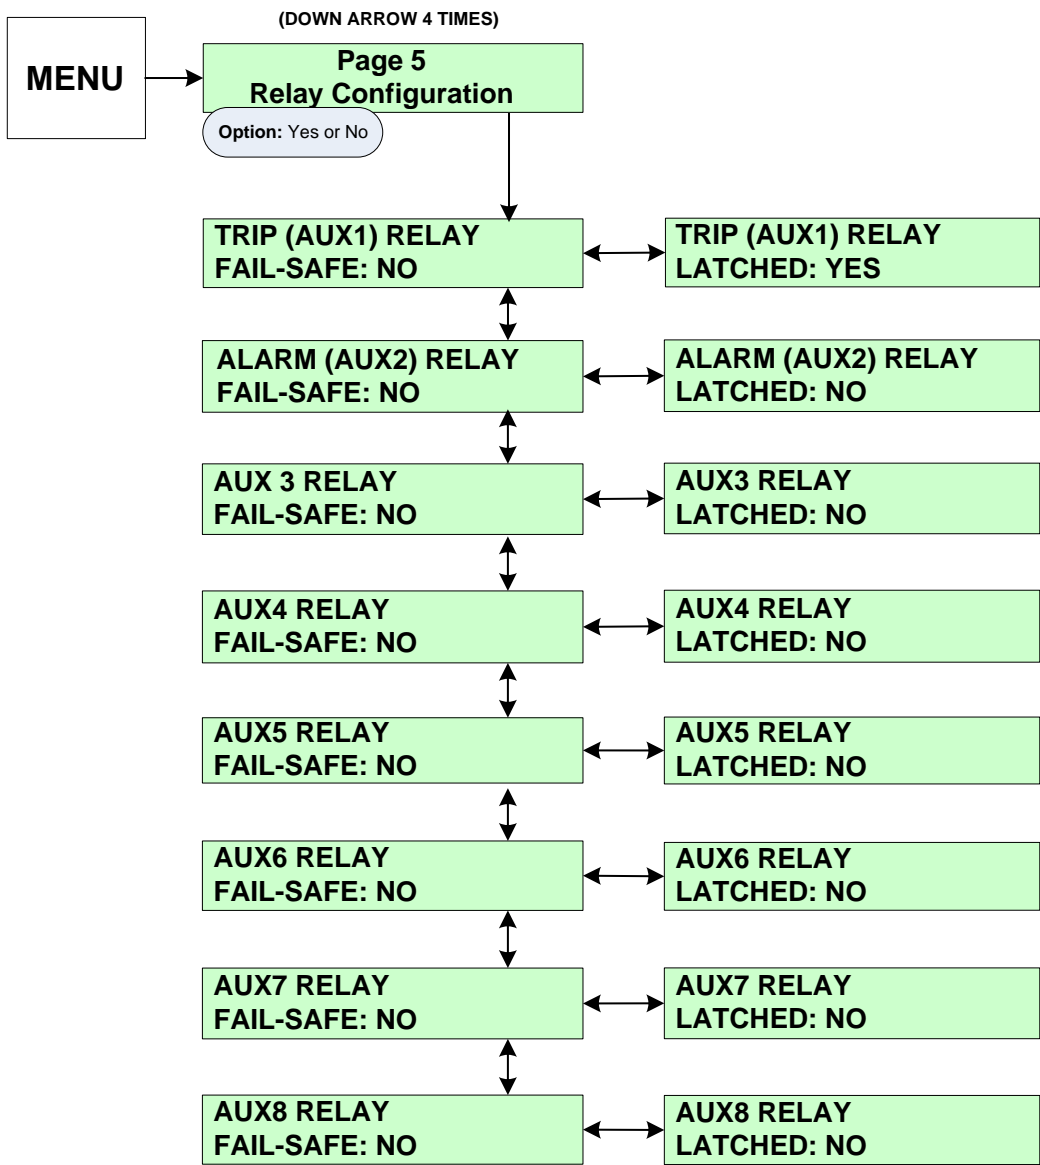 (DOWN ARROW 4 TIMES)
MENU
Page 5
Relay Configuration
Option: Yes or No
TRIP (AUX1) RELAY
FAIL-SAFE: NO
TRIP (AUX1) RELAY
LATCHED: YES
ALARM (AUX2) RELAY
FAIL-SAFE: NO
ALARM (AUX2) RELAY
LATCHED: NO
AUX 3 RELAY
FAIL-SAFE: NO
AUX3 RELAY
LATCHED: NO
AUX4 RELAY
FAIL-SAFE: NO
AUX4 RELAY
LATCHED: NO
AUX5 RELAY
FAIL-SAFE: NO
AUX5 RELAY
LATCHED: NO
AUX6 RELAY
FAIL-SAFE: NO
AUX6 RELAY
LATCHED: NO
AUX7 RELAY
FAIL-SAFE: NO
AUX7 RELAY
LATCHED: NO
AUX8 RELAY
FAIL-SAFE: NO
AUX8 RELAY
LATCHED: NO